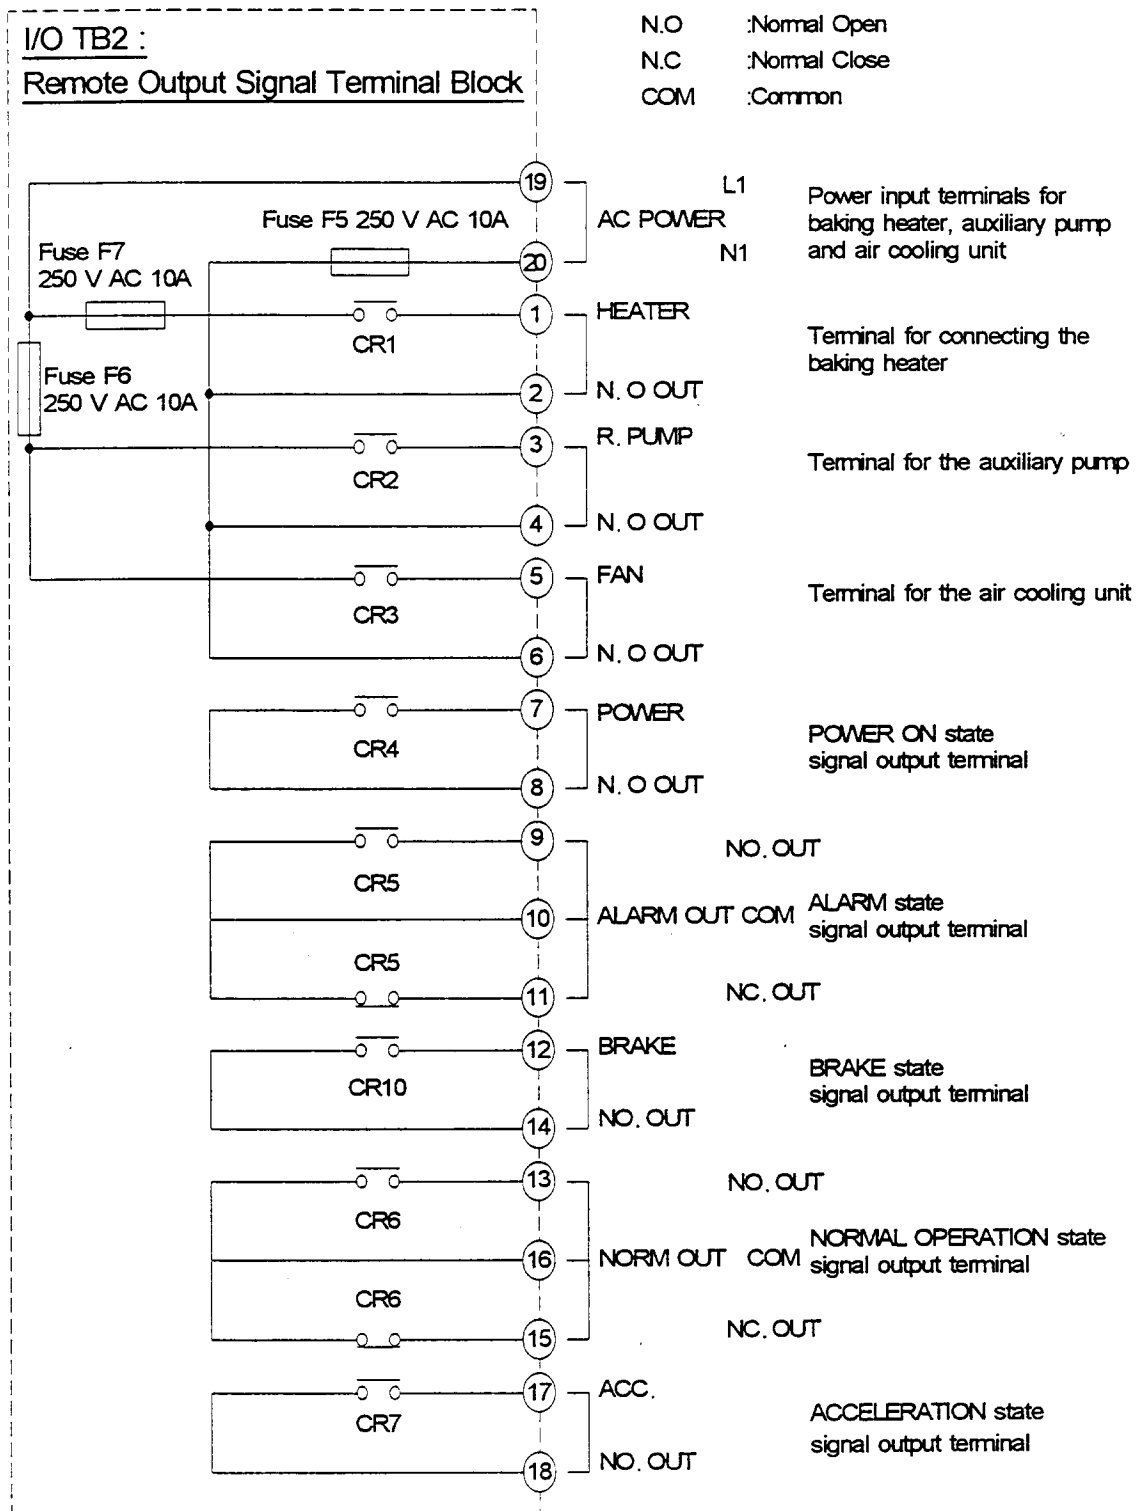 I/O TB2 :
Remote Output Signal Terminal Block
N.O :Normal Open
N.C :Normal Close
COM :Common
19
L1
Fuse F5 250 V AC 10A
AC POWER
Power input terminals for
baking heater, auxiliary pump
and air cooling unit
Fuse F7
250 V AC 10A
20
N1
1
HEATER
CR1
Terminal for connecting the
baking heater
Fuse F6
250 V AC 10A
2
N. O OUT
3
R. PUMP
CR2
Terminal for the auxiliary pump
4
N. O OUT
5
FAN
CR3
Terminal for the air cooling unit
6
N. O OUT
7
POWER
CR4
POWER ON state
signal output terminal
8
N. O OUT
9
NO. OUT
CR5
10
ALARM OUT COM
ALARM state
signal output terminal
CR5
11
NC. OUT
12
BRAKE
CR10
BRAKE state
signal output terminal
14
NO. OUT
13
NO. OUT
CR6
16
NORM OUT COM
NORMAL OPERATION state
signal output terminal
CR6
15
NC. OUT
17
ACC.
CR7
ACCELERATION state
signal output terminal
18
NO. OUT